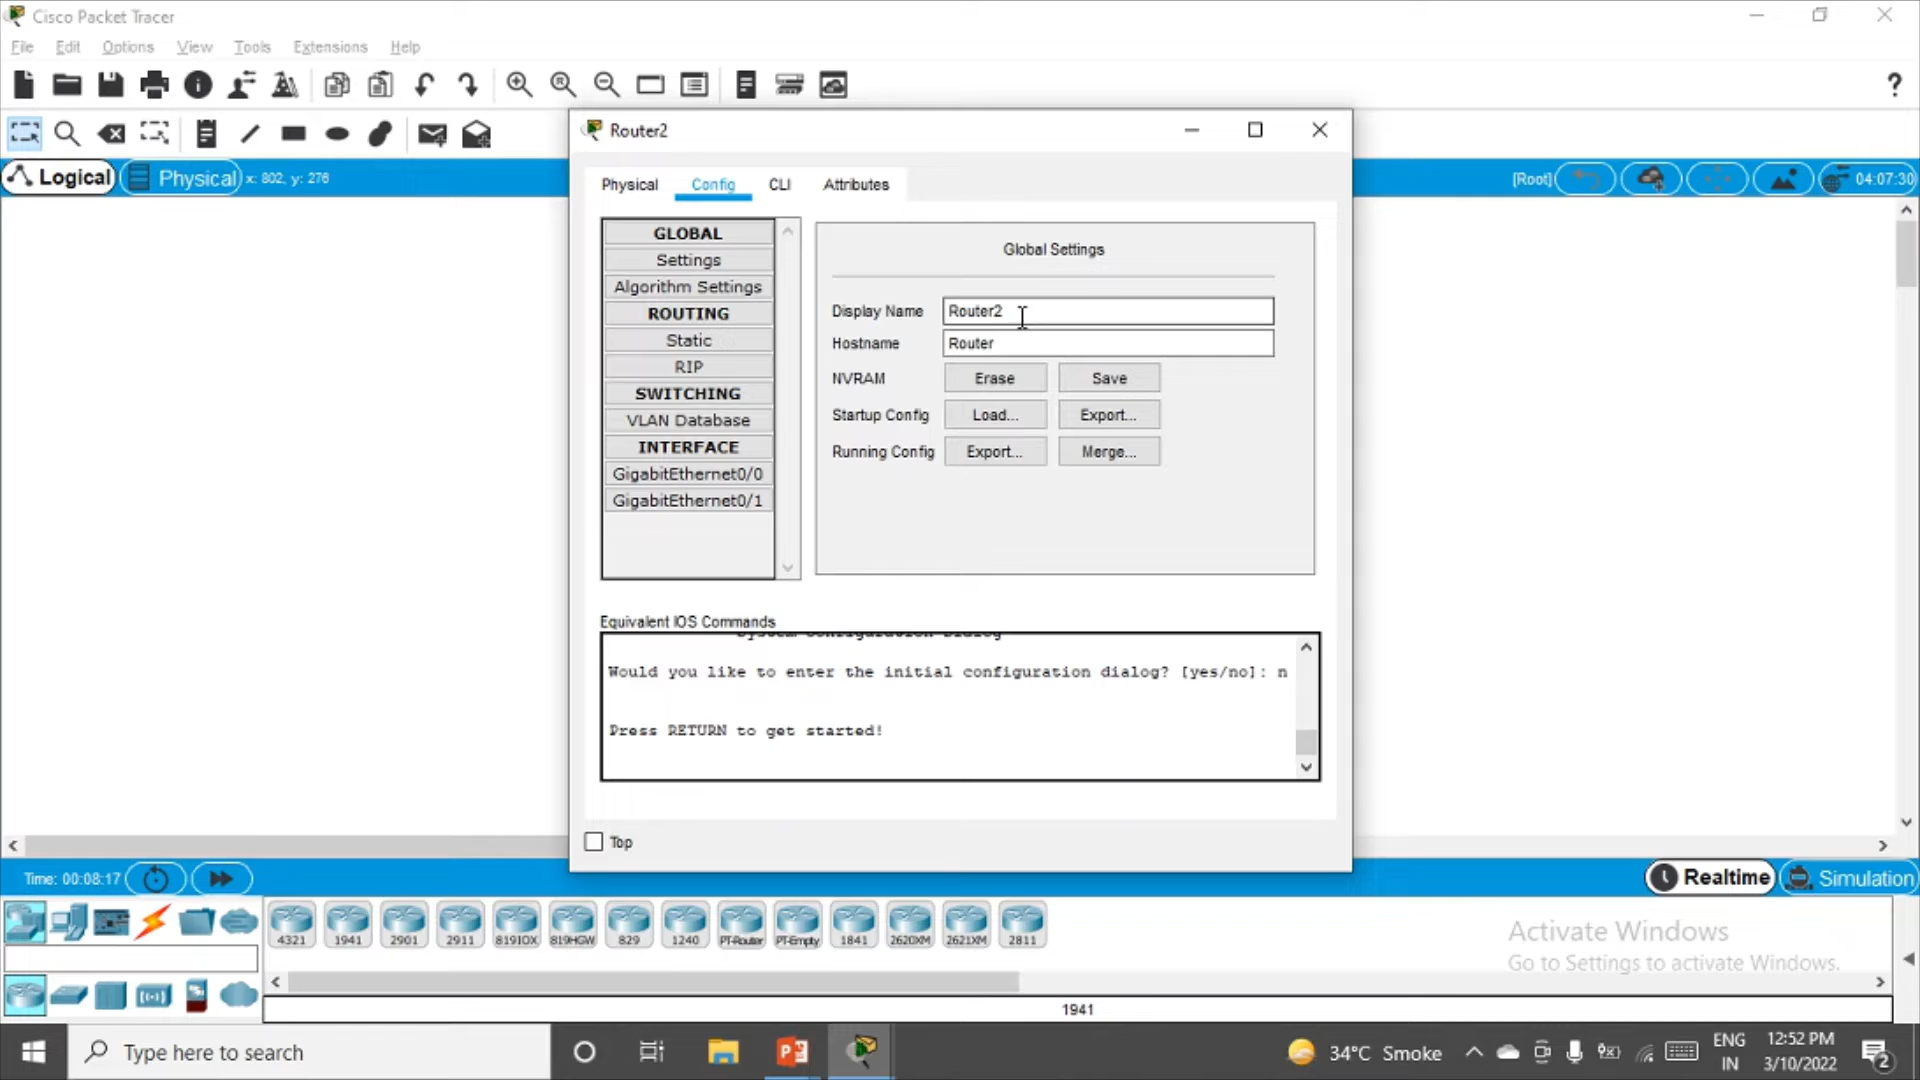 Cisco Packet Tracer
File Edit Options View Tools Extensions Help
?
Router2
Logical Physical x: 802, y: 276
[Root] 04:07:30
Physical Config CLI Attributes
GLOBAL
Settings
Algorithm Settings
ROUTING
Static
RIP
SWITCHING
VLAN Database
INTERFACE
GigabitEthernet0/0
GigabitEthernet0/1
Global Settings
Display Name Router2
Hostname Router
NVRAM Erase Save
Startup Config Load... Export...
Running Config Export... Merge...
Equivalent IOS Commands
System Configuration Dialog
Would you like to enter the initial configuration dialog? [yes/no]: n
Press RETURN to get started!
Top
Time: 00:08:17
Realtime Simulation
4321 1941 2901 2911 819IOX 819HGW 829 1240 PT-Router PT-Empty 1841 2620XM 2621XM 2811
1941
Activate Windows
Go to Settings to activate Windows.
Type here to search
34°C Smoke
ENG
IN
12:52 PM
3/10/2022
2